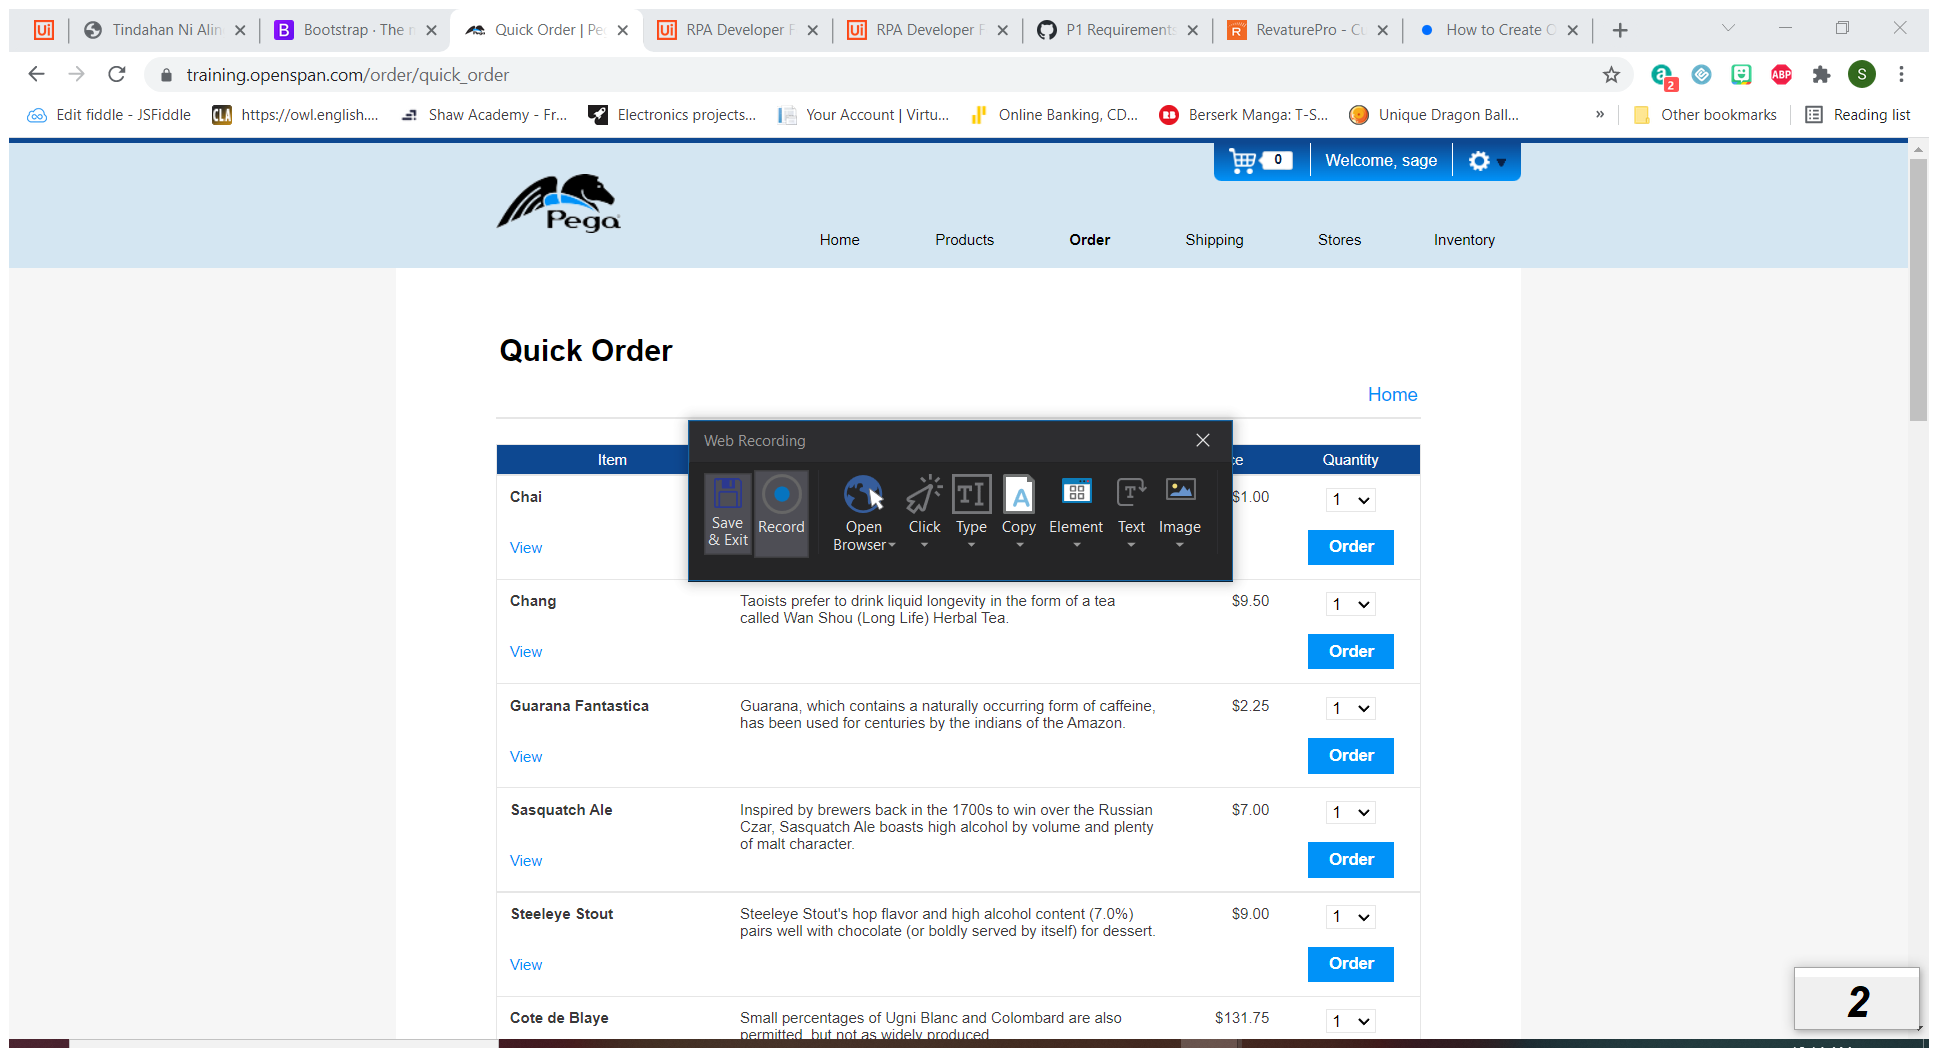 Tindahan Ni Alin
Bootstrap · The m
Quick Order | Pe
RPA Developer F
RPA Developer F
P1 Requirements
RevaturePro - Cu
How to Create O
training.openspan.com/order/quick_order
2
ABP
S
Edit fiddle - JSFiddle
CLA
https://owl.english....
Shaw Academy - Fr...
Electronics projects...
Your Account | Virtu...
Online Banking, CD...
Berserk Manga: T-S...
Unique Dragon Ball...
»
Other bookmarks
Reading list
0
Welcome, sage
Pega
Home
Products
Order
Shipping
Stores
Inventory
Quick Order
Home
Item
ce
Quantity
Web Recording
Save & Exit
Record
Open Browser
Click
Type
Copy
Element
Text
Image
Chai
$1.00
1
View
Order
Chang
Taoists prefer to drink liquid longevity in the form of a tea
called Wan Shou (Long Life) Herbal Tea.
$9.50
1
View
Order
Guarana Fantastica
Guarana, which contains a naturally occurring form of caffeine,
has been used for centuries by the indians of the Amazon.
$2.25
1
View
Order
Sasquatch Ale
Inspired by brewers back in the 1700s to win over the Russian
Czar, Sasquatch Ale boasts high alcohol by volume and plenty
of malt character.
$7.00
1
View
Order
Steeleye Stout
Steeleye Stout's hop flavor and high alcohol content (7.0%)
pairs well with chocolate (or boldly served by itself) for dessert.
$9.00
1
View
Order
Cote de Blaye
Small percentages of Ugni Blanc and Colombard are also
permitted, but not as widely produced
$131.75
1
2